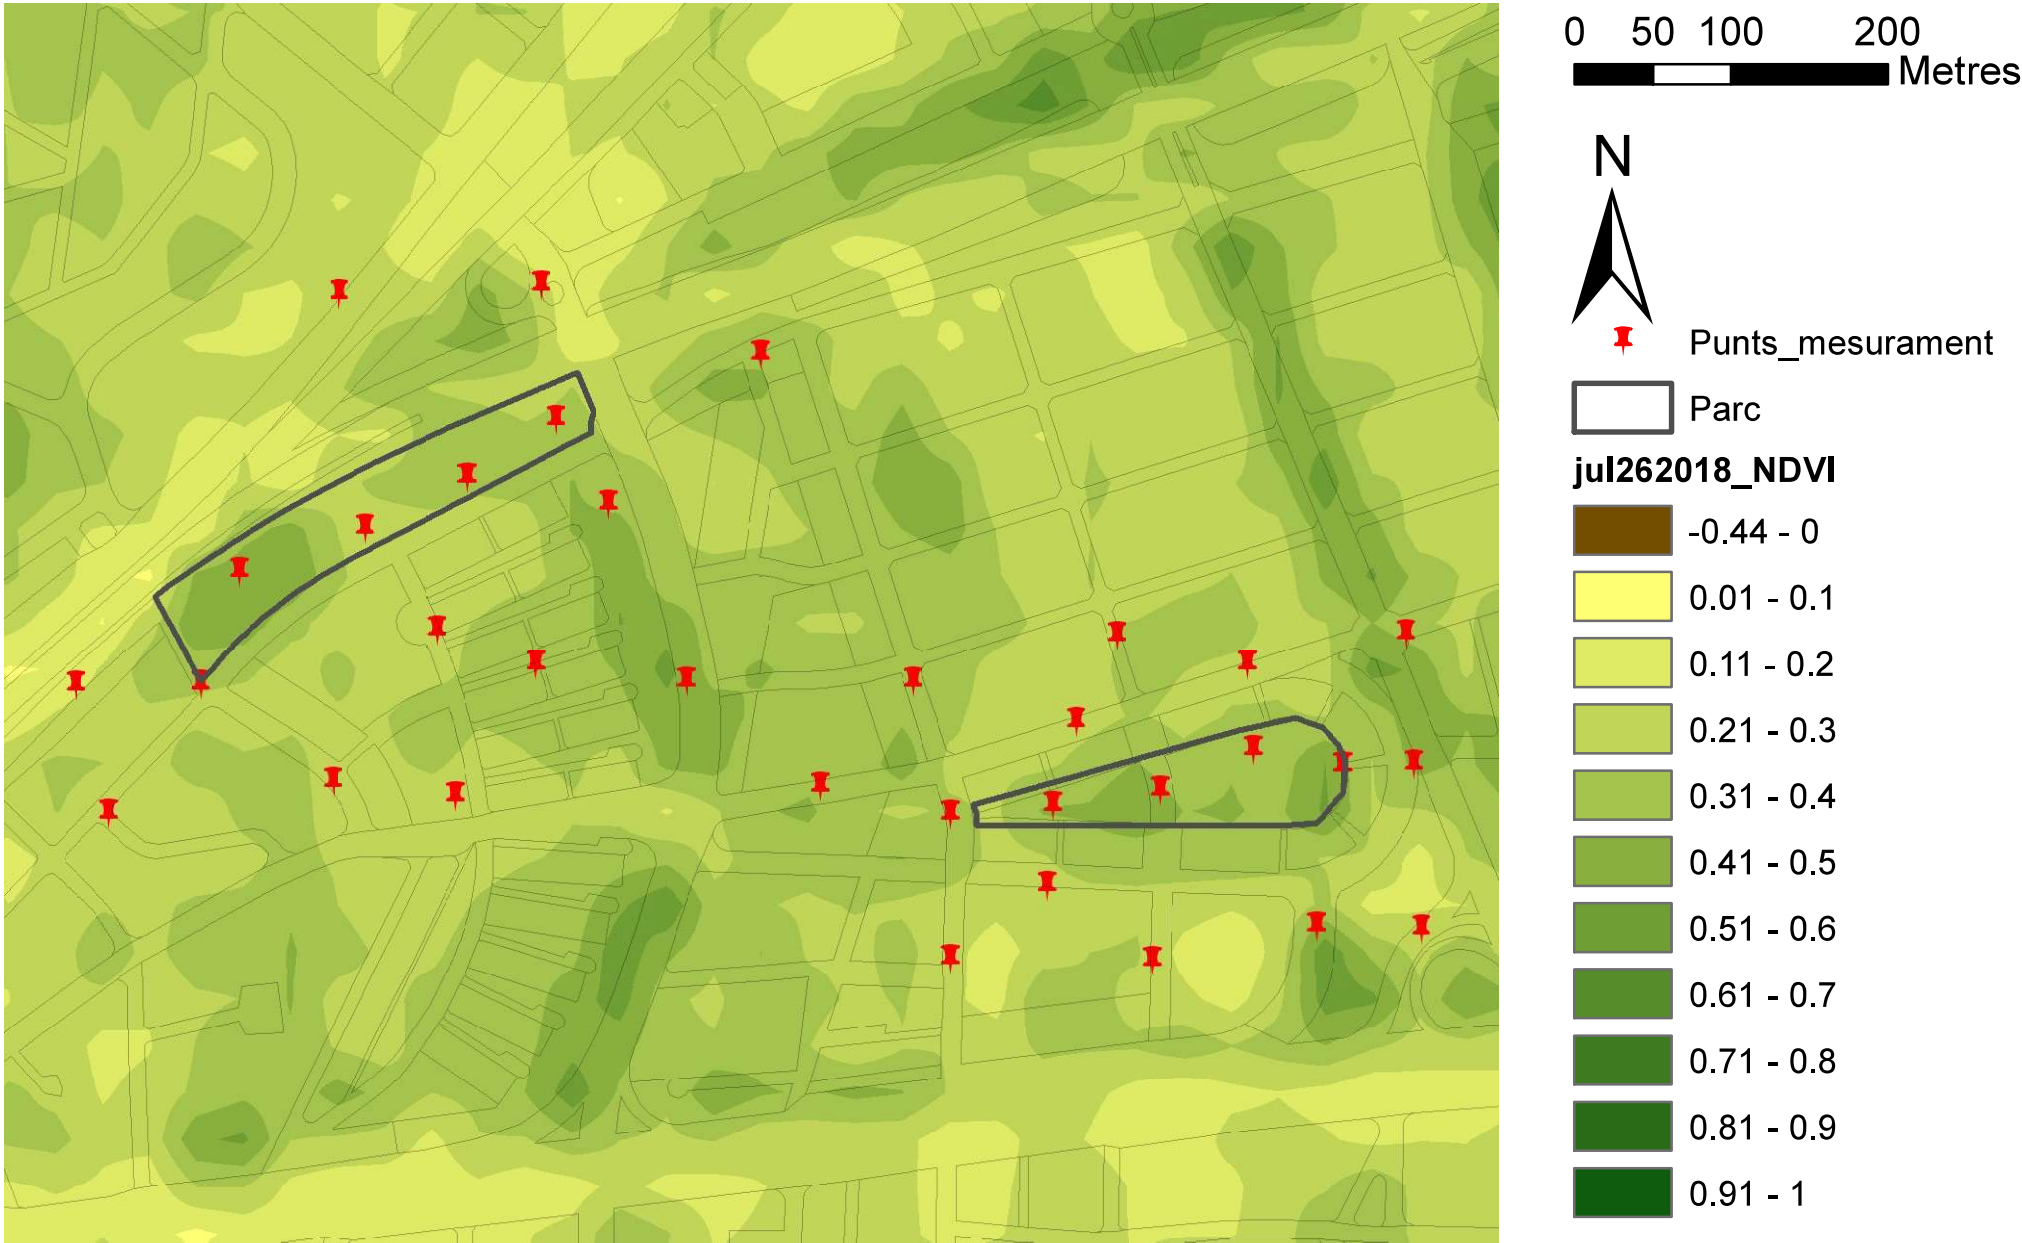 0 50 100 200
Metres
N
Punts_mesurament
Parc
jul262018_NDVI
-0.44 - 0
0.01 - 0.1
0.11 - 0.2
0.21 - 0.3
0.31 - 0.4
0.41 - 0.5
0.51 - 0.6
0.61 - 0.7
0.71 - 0.8
0.81 - 0.9
0.91 - 1